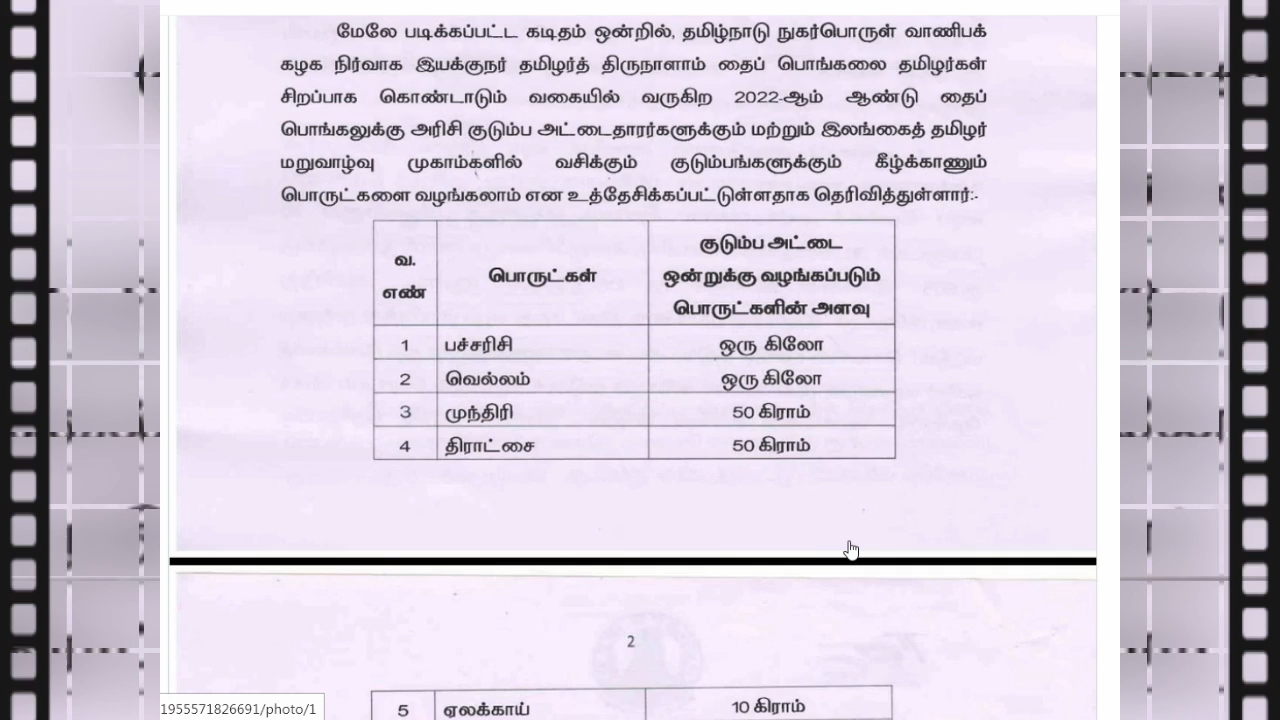 மேலே படிக்கப்பட்ட கடிதம் ஒன்றில், தமிழ்நாடு நுகர்பொருள் வாணிபக்
கழக நிர்வாக இயக்குநர் தமிழர்த் திருநாளாம் தைப் பொங்கலை தமிழர்கள்
சிறப்பாக கொண்டாடும் வகையில் வருகிற 2022-ஆம் ஆண்டு தைப்
பொங்கலுக்கு அரிசி குடும்ப அட்டைதாரர்களுக்கும் மற்றும் இலங்கைத் தமிழர்
மறுவாழ்வு முகாம்களில் வசிக்கும் குடும்பங்களுக்கும் கீழ்க்காணும்
பொருட்களை வழங்கலாம் என உத்தேசிக்கப்பட்டுள்ளதாக தெரிவித்துள்ளார்:-
வ. எண் பொருட்கள் குடும்ப அட்டை
ஒன்றுக்கு வழங்கப்படும்
பொருட்களின் அளவு
1 பச்சரிசி ஒரு கிலோ
2 வெல்லம் ஒரு கிலோ
3 முந்திரி 50 கிராம்
4 திராட்சை 50 கிராம்
2
5 ஏலக்காய் 10 கிராம்
1955571826691/photo/1